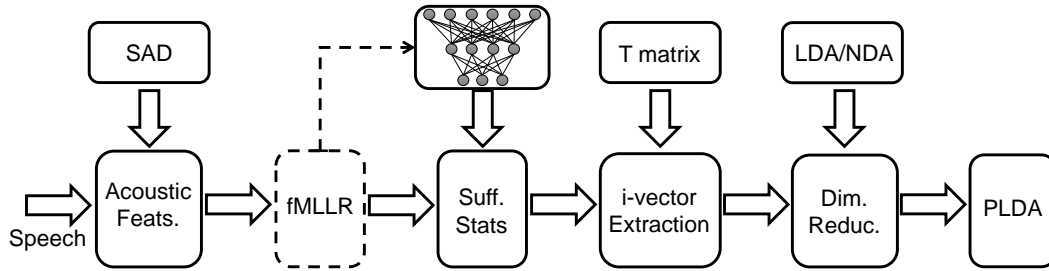 SAD
T matrix
LDA/NDA
Speech
Acoustic
Feats.
fMLLR
Suff.
Stats
i-vector
Extraction
Dim.
Reduc.
PLDA